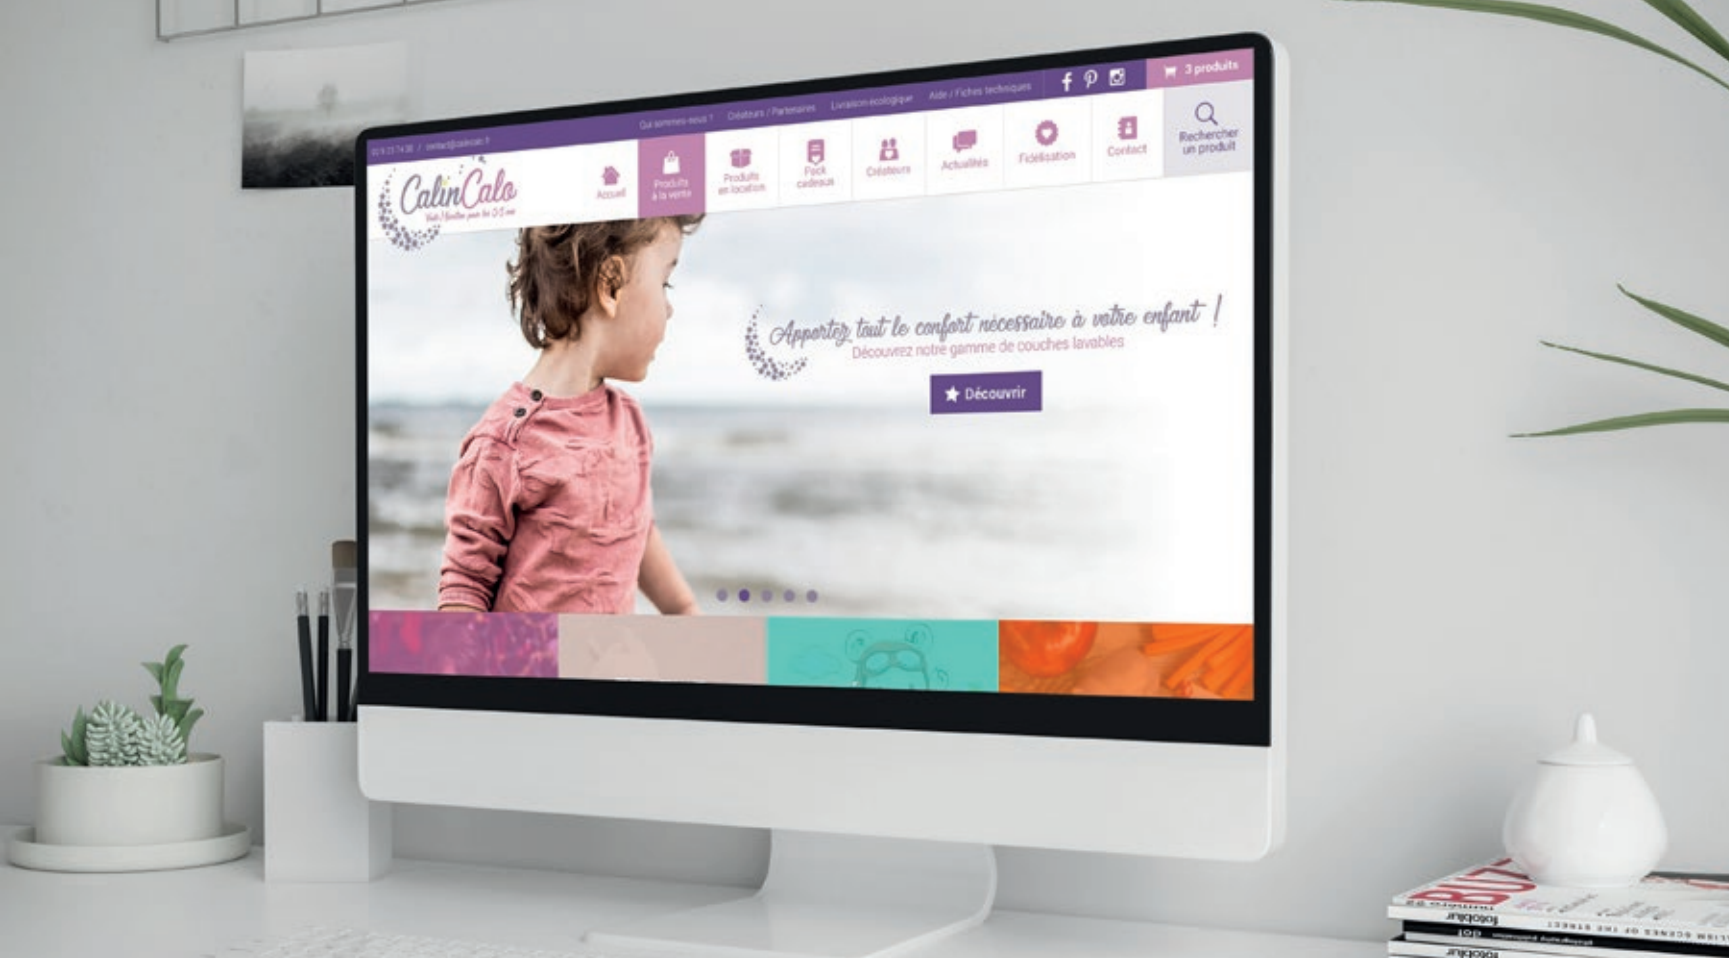 Qui sommes-nous ?
Créateurs / Partenaires
Livraison écologique
Aide / Fiches techniques
3 produits
CalinCalo
Accueil
Produits
à la vente
Produits
en location
Pack
cadeaux
Créateurs
Actualités
Fidélisation
Contact
Rechercher
un produit
Apportez tout le confort nécessaire à votre enfant !
Découvrez notre gamme de couches lavables
Découvrir